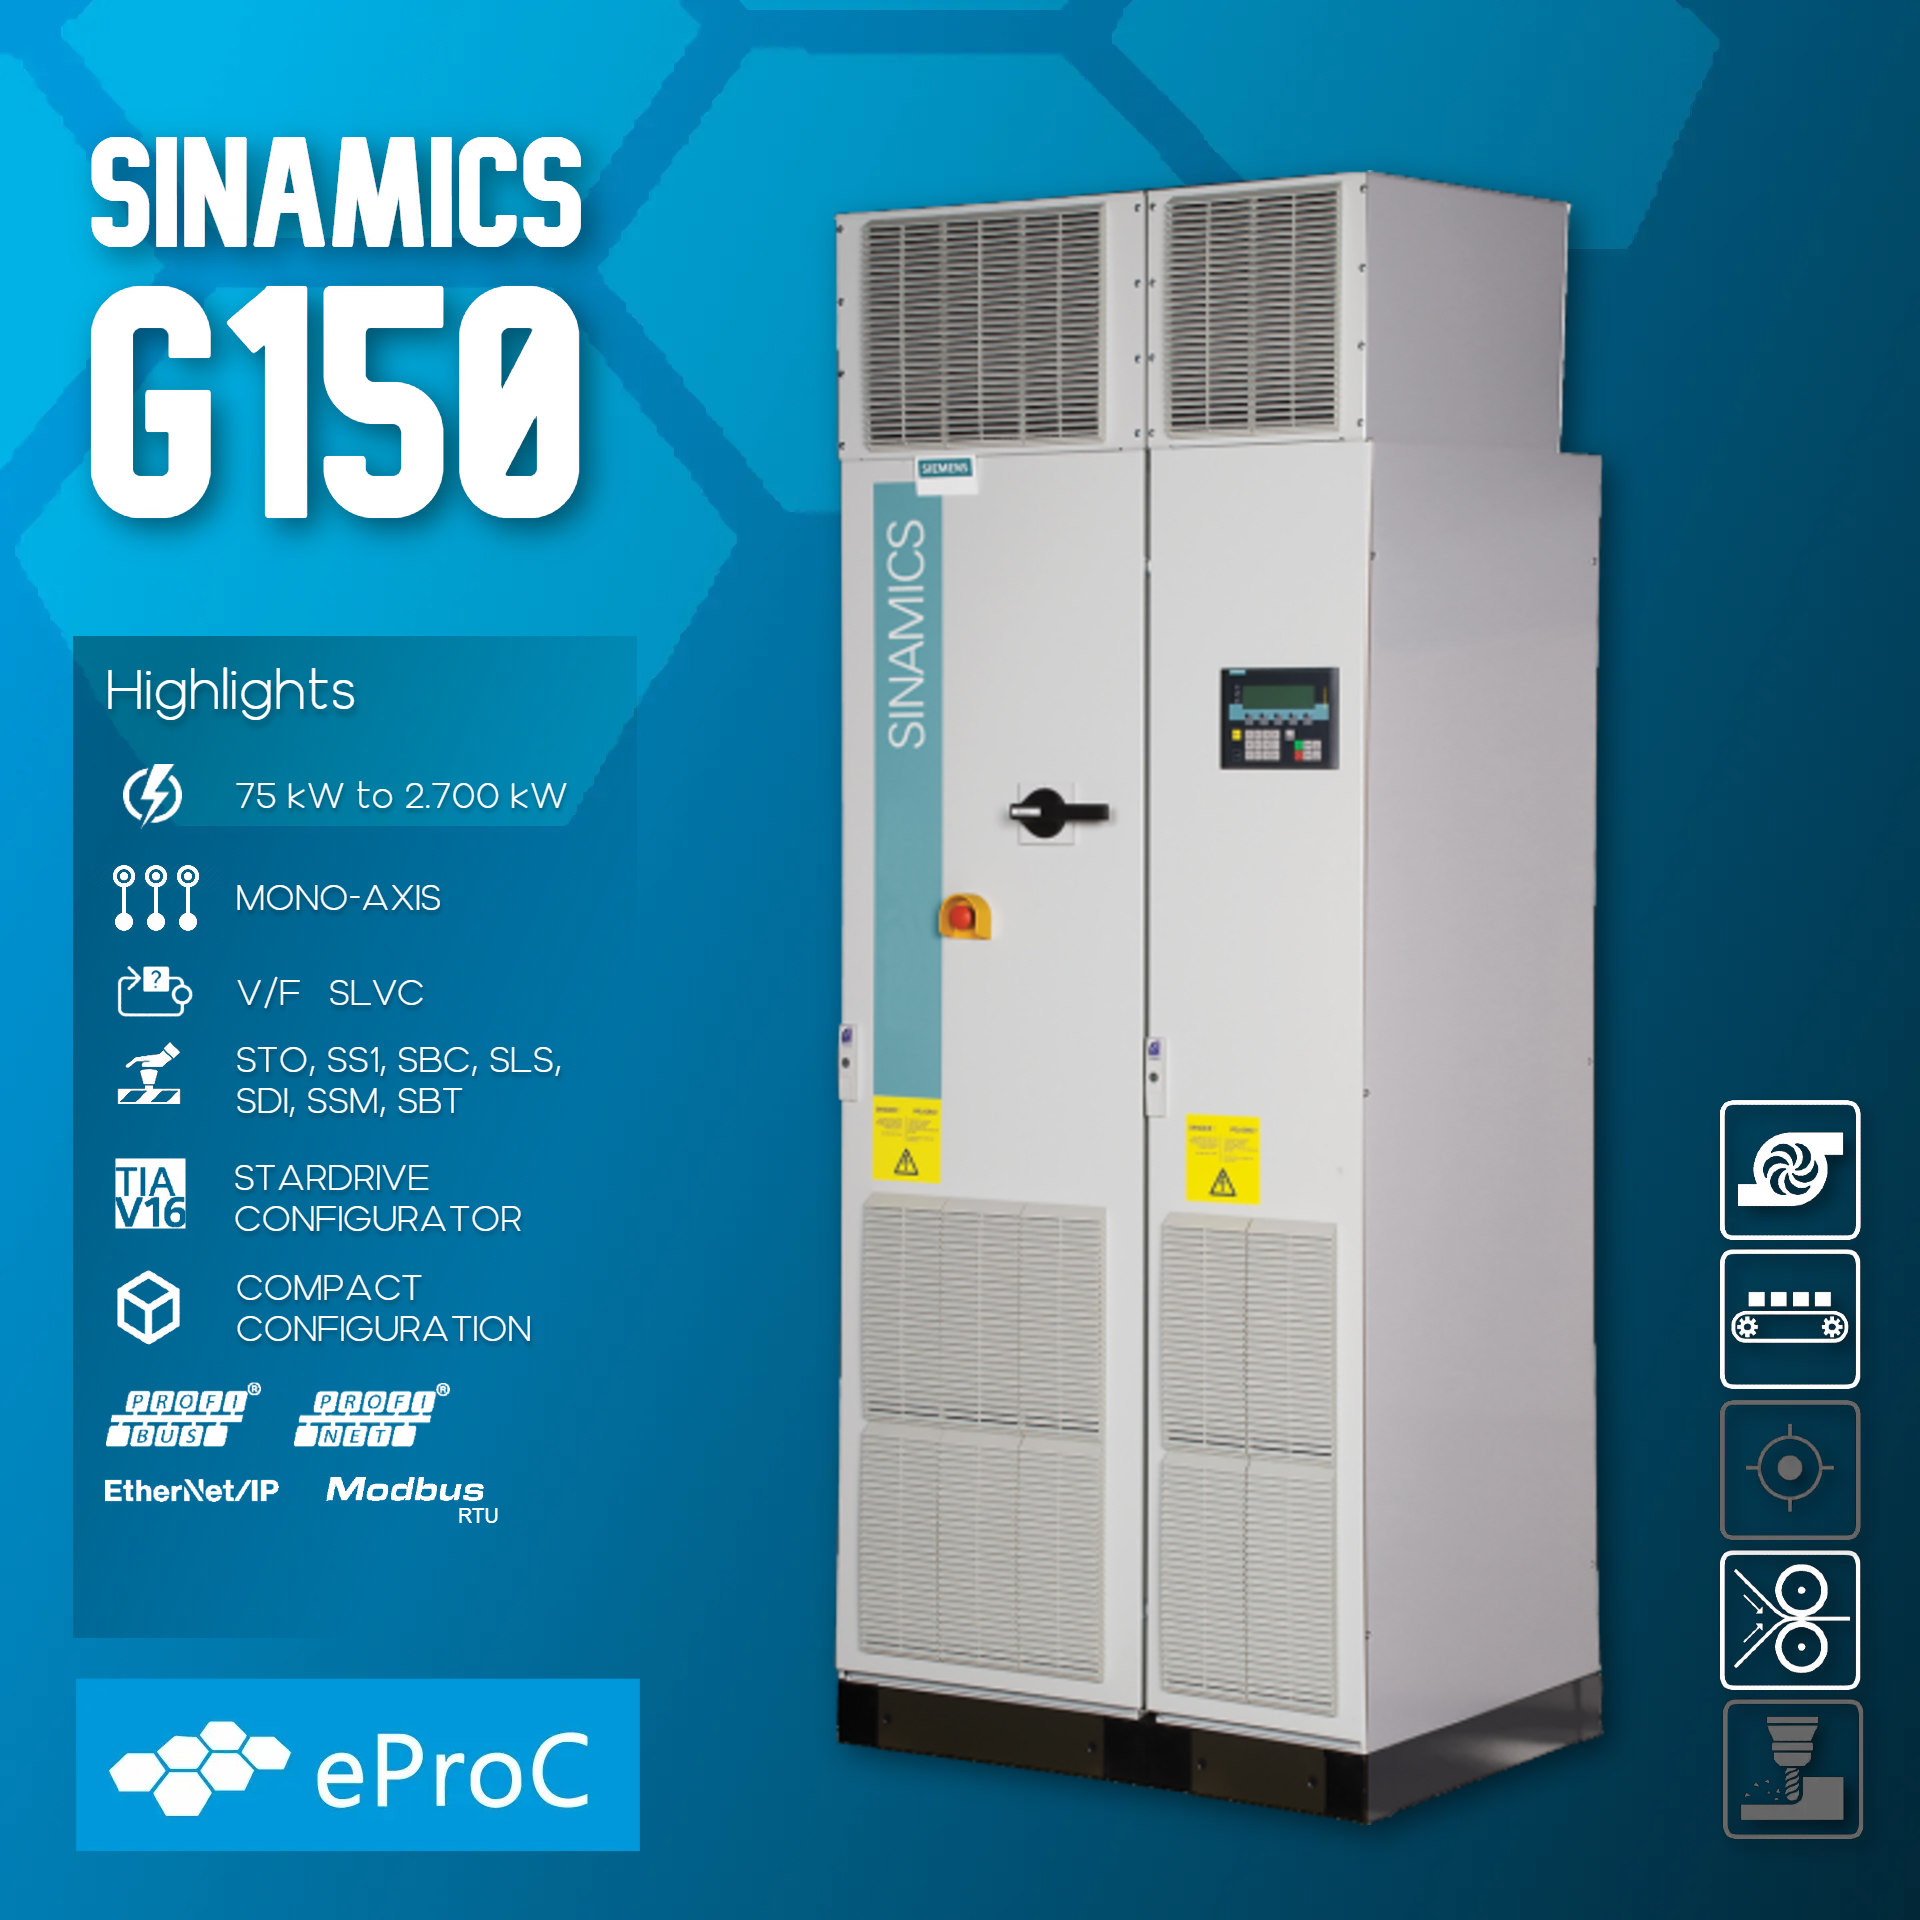 SINAMICS
G150
Highlights
75 kW to 2.700 kW
MONO-AXIS
V/F SLVC
?
STO, SS1, SBC, SLS,
SDI, SSM, SBT
TIA
V16
STARDRIVE
CONFIGURATOR
COMPACT
CONFIGURATION
PROFI®
BUS
PROFI®
NET
EtherNet/IP
Modbus
RTU
eProC
SIEMENS
SINAMICS